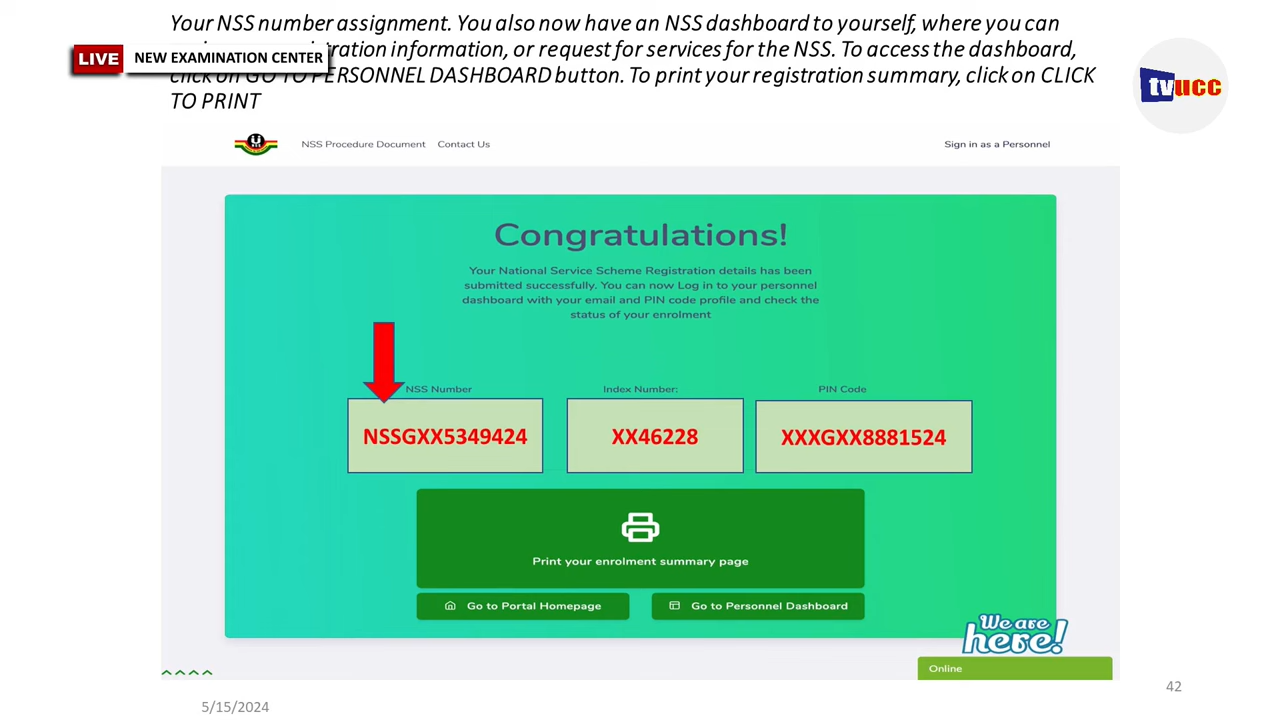 Your NSS number assignment. You also now have an NSS dashboard to yourself, where you can
information, or request for services for the NSS. To access the dashboard,
click on GO TO PERSONNEL DASHBOARD button. To print your registration summary, click on CLICK
TO PRINT
LIVE NEW EXAMINATION CENTER
tvucc
NSS Procedure Document Contact Us Sign in as a Personnel
Congratulations!
Your National Service Scheme Registration details has been
submitted successfully. You can now Log in to your personnel
dashboard with your email and PIN code profile and check the
status of your enrolment
NSS Number Index Number: PIN Code
NSSGXX5349424 XX46228 XXXGXX8881524
Print your enrolment summary page
Go to Portal Homepage Go to Personnel Dashboard
We are
here!
Online
42
5/15/2024